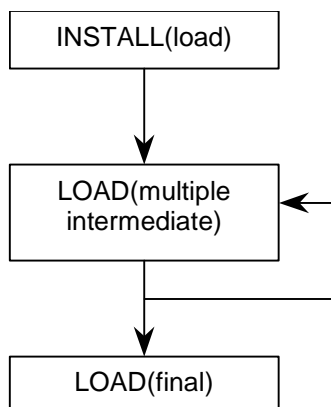 INSTALL(load)
LOAD(multiple
intermediate)
LOAD(final)